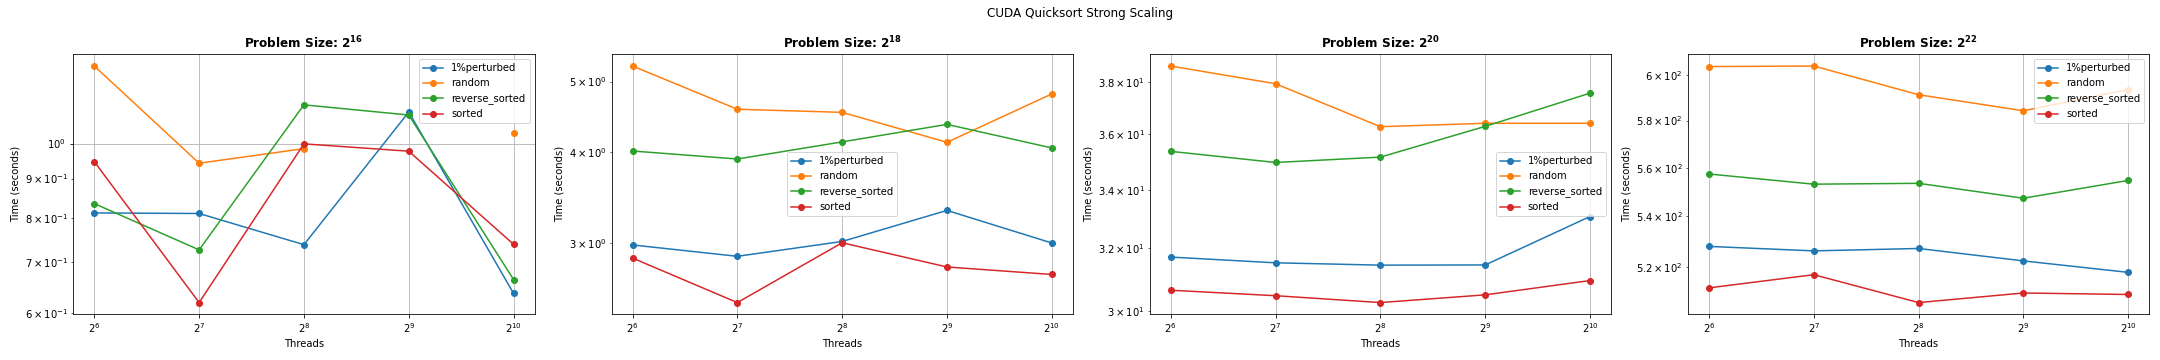 CUDA Quicksort Strong Scaling
Problem Size: 2^16
Time (seconds)
10^0
9 × 10^-1
8 × 10^-1
7 × 10^-1
6 × 10^-1
1%perturbed
random
reverse_sorted
sorted
2^6 2^7 2^8 2^9 2^10
Threads
Problem Size: 2^18
Time (seconds)
5 × 10^0
4 × 10^0
3 × 10^0
1%perturbed
random
reverse_sorted
sorted
2^6 2^7 2^8 2^9 2^10
Threads
Problem Size: 2^20
Time (seconds)
3.8 × 10^1
3.6 × 10^1
3.4 × 10^1
3.2 × 10^1
3 × 10^1
1%perturbed
random
reverse_sorted
sorted
2^6 2^7 2^8 2^9 2^10
Threads
Problem Size: 2^22
Time (seconds)
6 × 10^2
5.8 × 10^2
5.6 × 10^2
5.4 × 10^2
5.2 × 10^2
1%perturbed
random
reverse_sorted
sorted
2^6 2^7 2^8 2^9 2^10
Threads